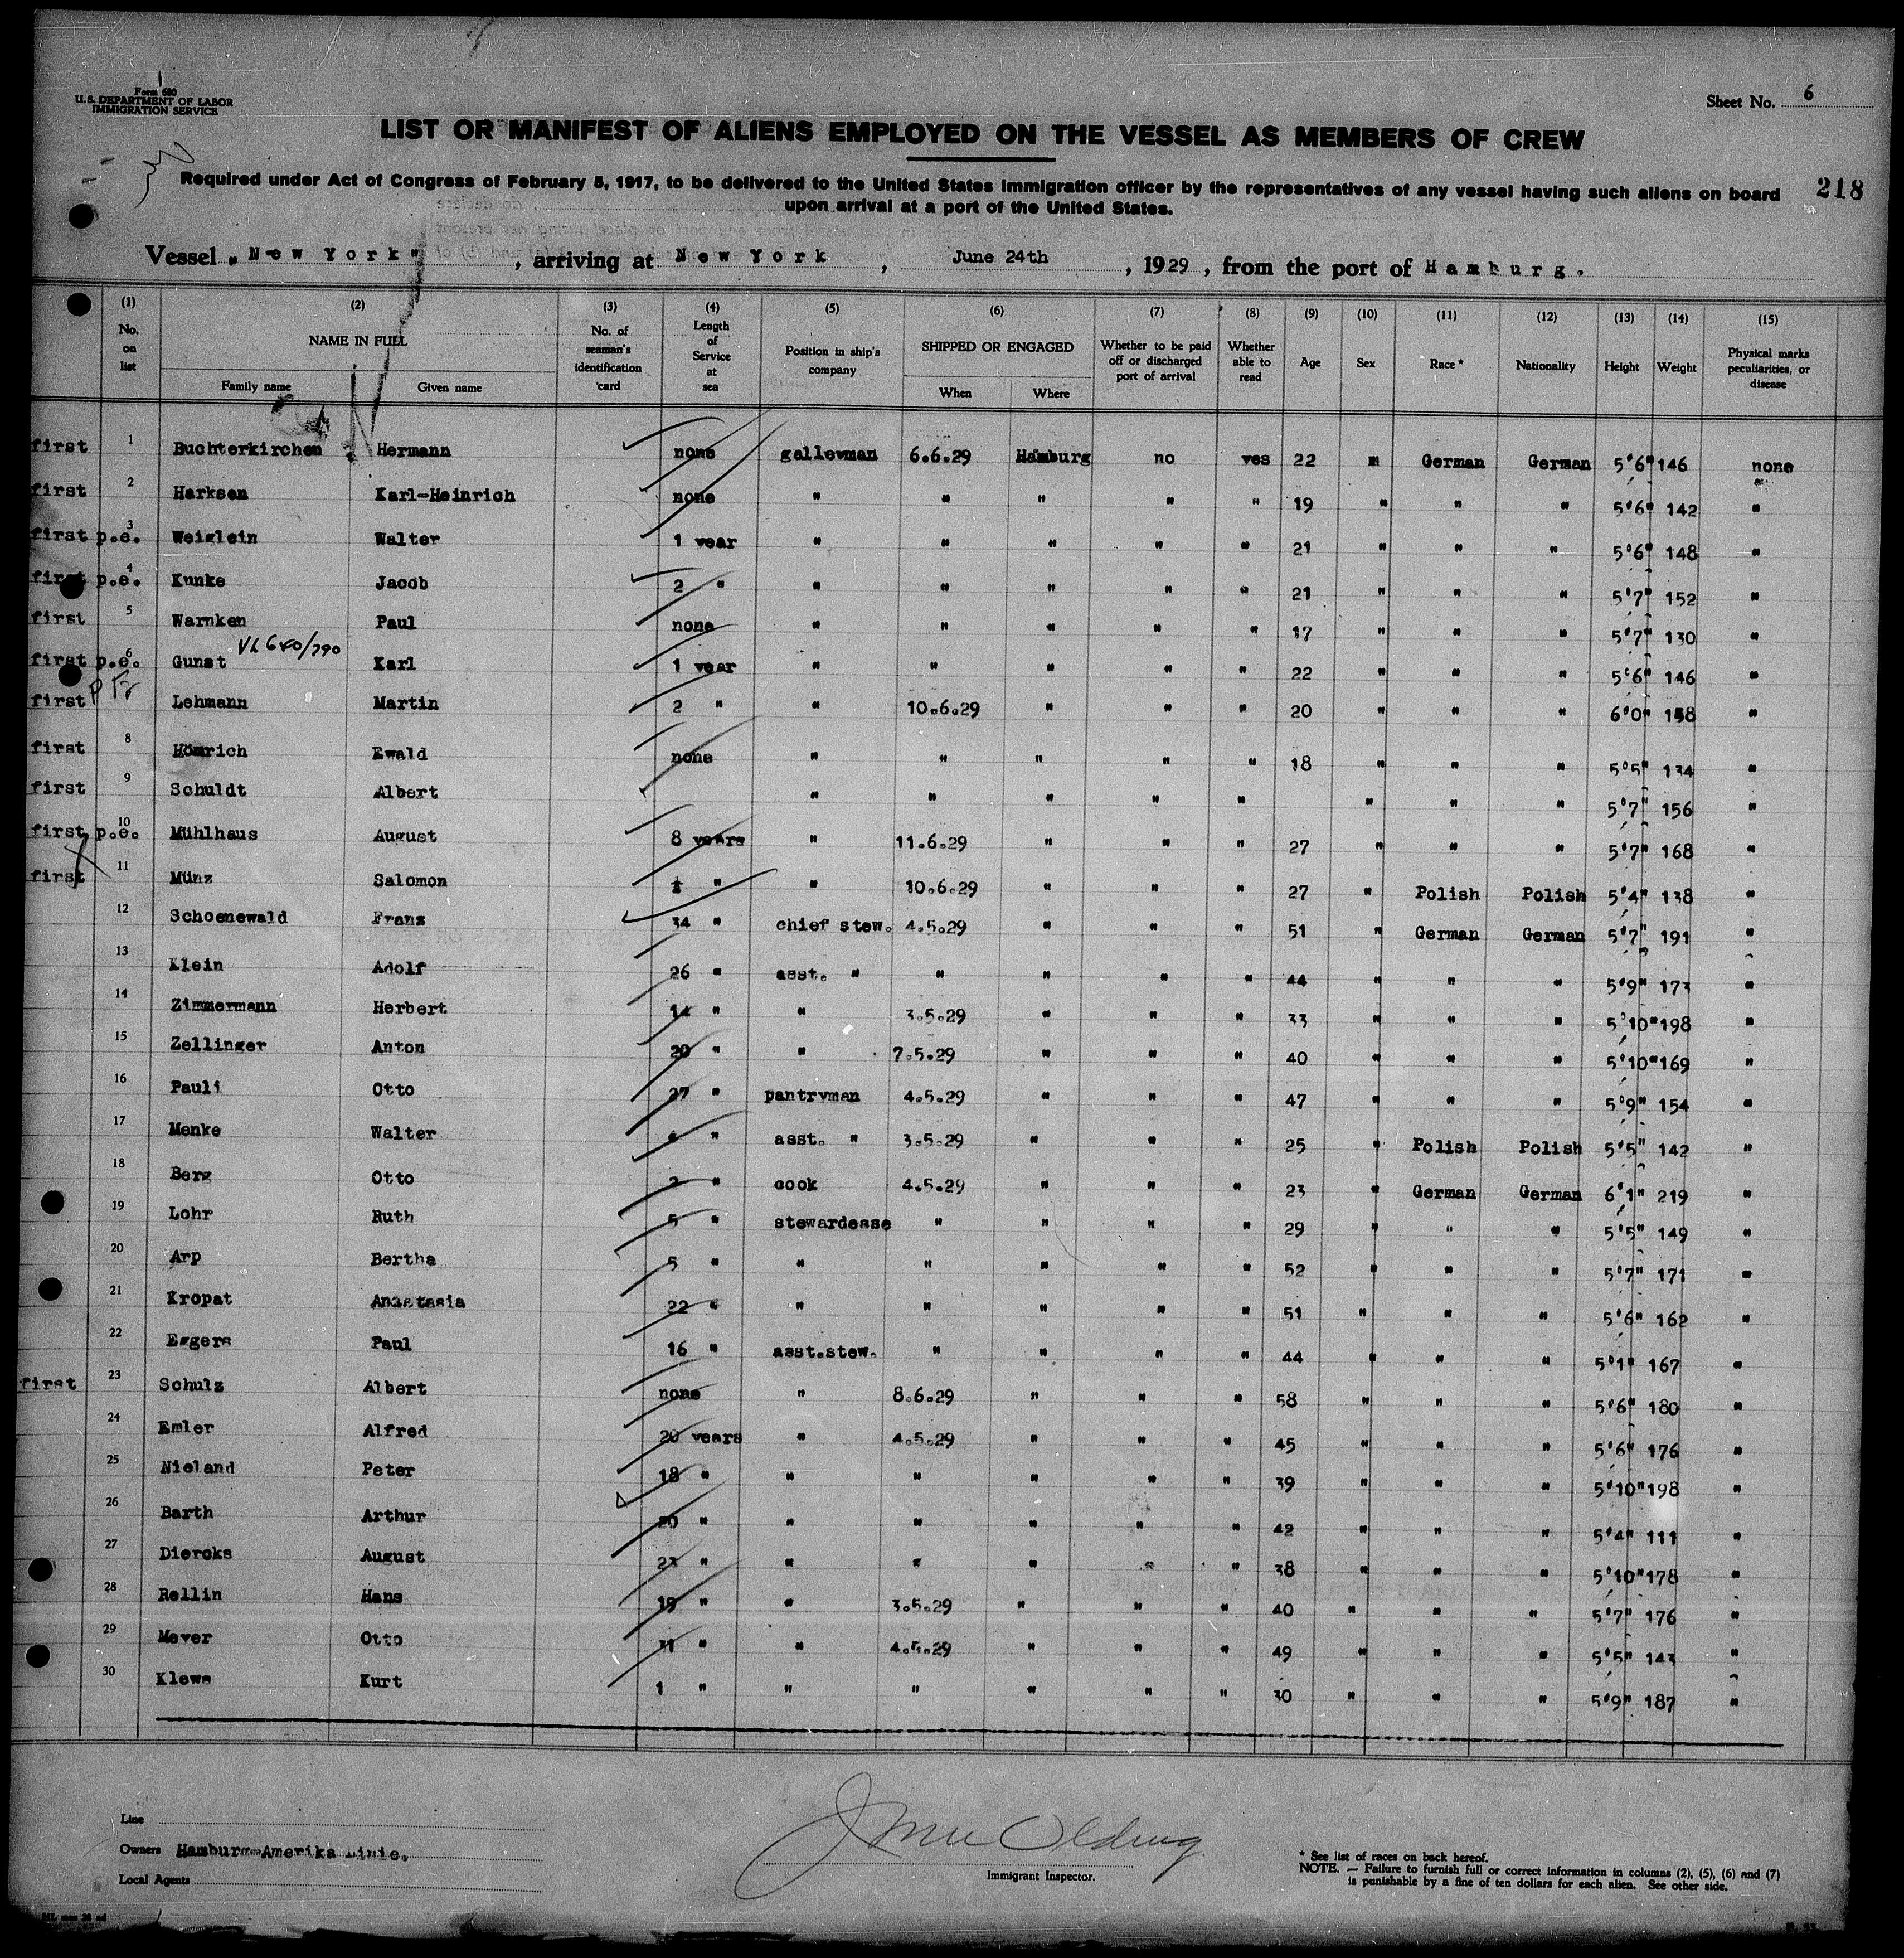 Form 680
U. S. DEPARTMENT OF LABOR
IMMIGRATION SERVICE
Sheet No. 6
LIST OR MANIFEST OF ALIENS EMPLOYED ON THE VESSEL AS MEMBERS OF CREW
Required under Act of Congress of February 5, 1917, to be delivered to the United States immigration officer by the representatives of any vessel having such aliens on board
upon arrival at a port of the United States.
218
Vessel "New York", arriving at New York, June 24th, 1929, from the port of Hamburg.
(1) (2) (3) (4) (5) (6) (7) (8) (9) (10) (11) (12) (13) (14) (15)
No. on list NAME IN FULL Family name Given name No. of seaman's identification card Length of Service at sea Position in ship's company SHIPPED OR ENGAGED When Where Whether to be paid off or discharged port of arrival Whether able to read Age Sex Race* Nationality Height Weight Physical marks peculiarities, or disease
first 1 Buchterkirchen Hermann none galleyman 6.6.29 Hamburg no yes 22 m German German 5'6" 146 none
first 2 Harksen Karl-Heinrich none " " " " " 19 " " " 5'6" 142 "
first p.e. 3 Weiglein Walter 1 year " " " " " 21 " " " 5'6" 148 "
first p.e. 4 Kunke Jacob 2 " " " " " " 21 " " " 5'7" 152 "
first 5 Warnken Paul none " " " " " 17 " " " 5'7" 130 "
VL 640/790
first p.e. 6 Gunst Karl 1 year " " " " " 22 " " " 5'6" 146 "
first Lehmann Martin 2 " " 10.6.29 " " " 20 " " " 6'0" 158 "
first 8 Hömrich Ewald none " " " " " 18 " " " 5'5" 134 "
first 9 Schuldt Albert " " " " " " " " 5'7" 156 "
first p.e. 10 Mühlhaus August 8 years " 11.6.29 " " " 27 " " " 5'7" 168 "
first 11 Münz Salomon " " 10.6.29 " " " 27 " Polish Polish 5'4" 138 "
12 Schoenewald Franz 34 " chief stew. 4.5.29 " " " 51 " German German 5'7" 191 "
13 Klein Adolf 26 " asst. " " " " " 44 " " " 5'9" 173 "
14 Zimmermann Herbert 14 " " 3.5.29 " " " 33 " " " 5'10" 198 "
15 Zellinger Anton 20 " " 7.5.29 " " " 40 " " " 5'10" 169 "
16 Pauli Otto 27 " pantryman 4.5.29 " " " 47 " " " 5'9" 154 "
17 Menke Walter " asst. " 3.5.29 " " " 25 " Polish Polish 5'5" 142 "
18 Berg Otto 2 " cook 4.5.29 " " " 23 " German German 6'1" 219 "
19 Lohr Ruth 5 " stewardesse " " " " 29 " " " 5'5" 149 "
20 Arp Bertha 5 " " " " " " 52 " " " 5'7" 171 "
21 Kropat Anastasia 22 " " " " " " 51 " " " 5'6" 162 "
22 Eggers Paul 16 " asst.stew. " " " " 44 " " " 5'1" 167 "
first 23 Schulz Albert none " 8.6.29 " " " 58 " " " 5'6" 180 "
24 Emler Alfred 20 years " 4.5.29 " " " 45 " " " 5'6" 176 "
25 Nieland Peter 18 " " " " " " 39 " " " 5'10" 198 "
26 Barth Arthur 20 " " " " " " 42 " " " 5'4" 111 "
27 Diercks August 23 " " " " " " 38 " " " 5'10" 178 "
28 Rellin Hans 19 " " 3.5.29 " " " 40 " " " 5'7" 176 "
29 Meyer Otto 31 " " 4.5.29 " " " 49 " " " 5'5" 143 "
30 Klews Kurt 1 " " " " " " 30 " " " 5'9" 187 "
Line
Owners Hamburg-Amerika Linie.
Local Agents
Immigrant Inspector.
* See list of races on back hereof.
NOTE. — Failure to furnish full or correct information in columns (2), (5), (6) and (7)
is punishable by a fine of ten dollars for each alien. See other side.